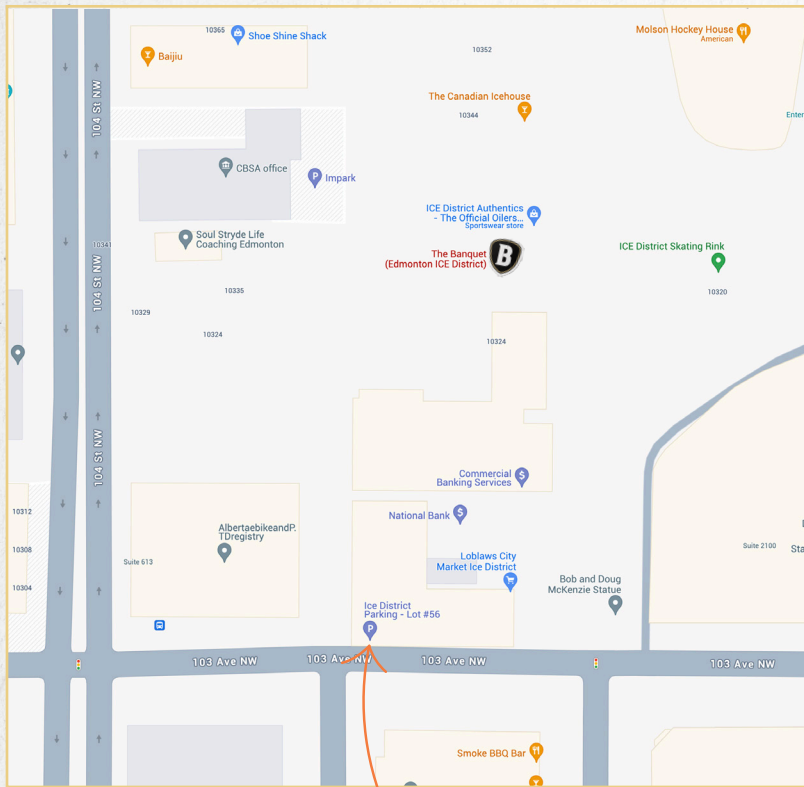 10365
Shoe Shine Shack
Baijiu
10352
Molson Hockey House
American
104 St NW
The Canadian Icehouse
10344
Enter
CBSA office
Impark
ICE District Authentics
- The Official Oilers...
Sportswear store
Soul Stryde Life
Coaching Edmonton
10341
The Banquet
(Edmonton ICE District)
B
ICE District Skating Rink
104 St NW
10335
10320
10329
10324
10324
104 St NW
Commercial
Banking Services
10312
National Bank
AlbertaebikeandP.
TDregistry
10308
Suite 613
Loblaws City
Market Ice District
Suite 2100
Sta
10304
Bob and Doug
McKenzie Statue
Ice District
Parking - Lot #56
P
103 Ave NW
103 Ave NW
103 Ave NW
103 Ave NW
Smoke BBQ Bar